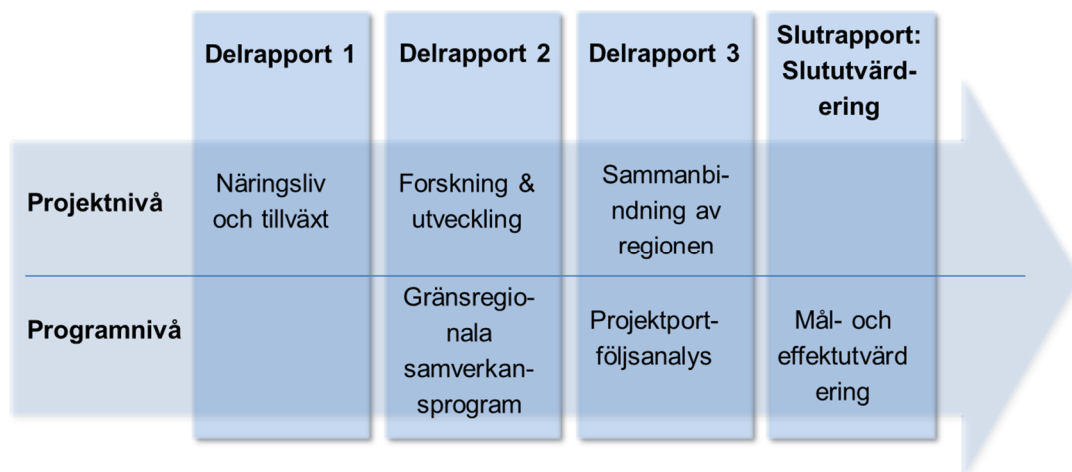 Delrapport 1
Delrapport 2
Delrapport 3
Slutrapport:
Slututvärd-
ering
Projektnivå
Näringsliv
och tillväxt
Forskning &
utveckling
Sammanbi-
ndning av
regionen
Programnivå
Gränsregio-
nala
samverkan-
sprogram
Projektport-
följsanalys
Mål- och
effektutvärd
ering